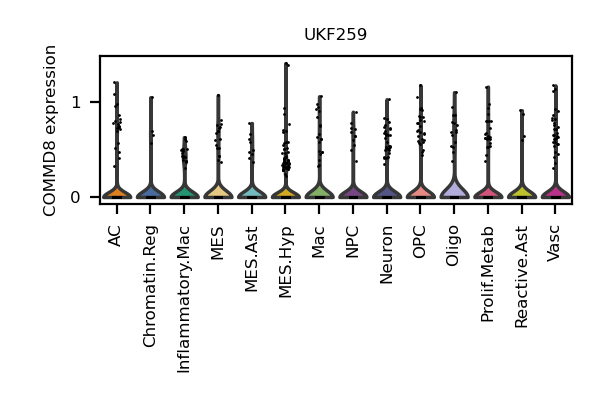 UKF259
COMMD8 expression
1
0
AC
Chromatin.Reg
Inflammatory.Mac
MES
MES.Ast
MES.Hyp
Mac
NPC
Neuron
OPC
Oligo
Prolif.Metab
Reactive.Ast
Vasc